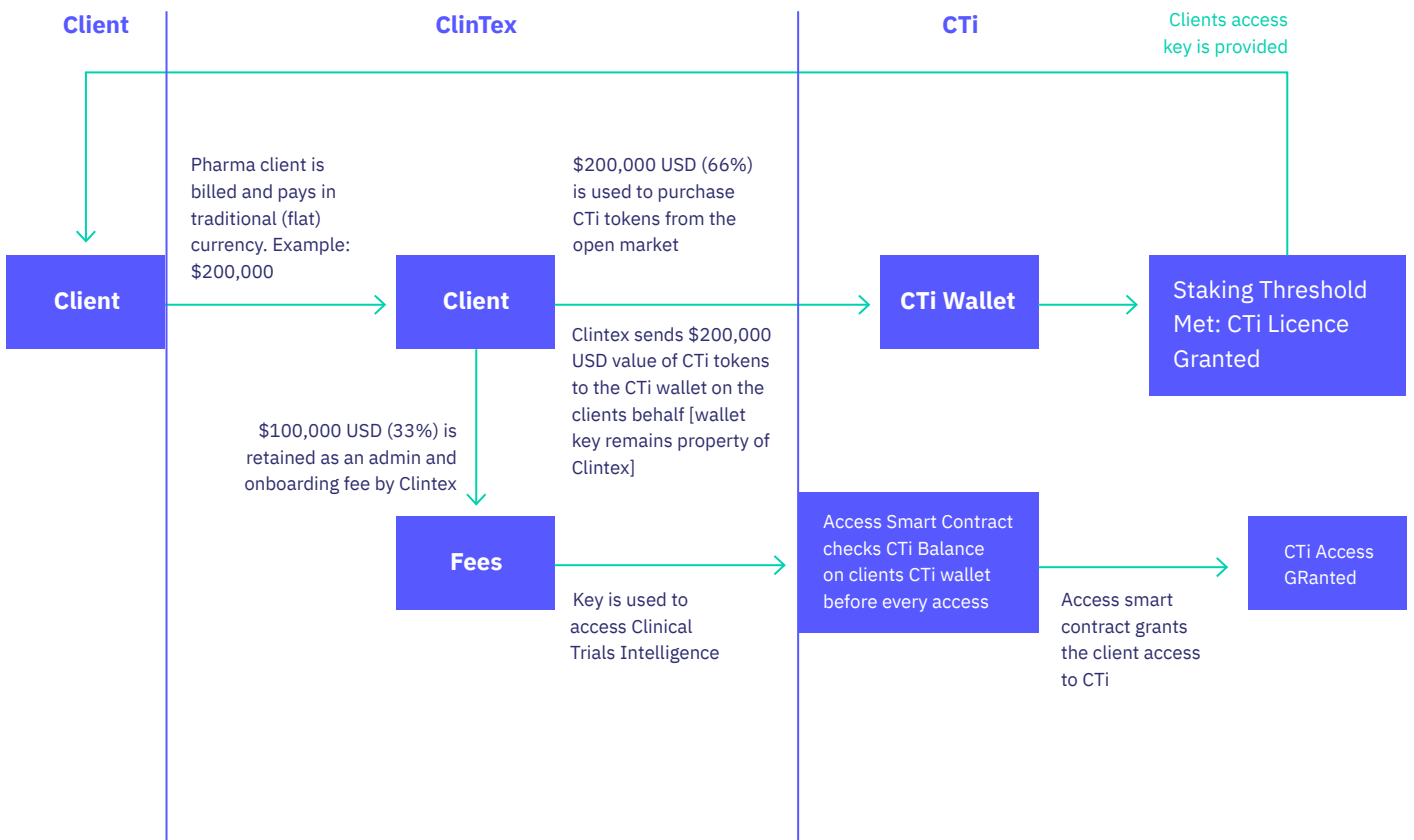 Client
ClinTex
CTi
Clients access
key is provided
Pharma client is
billed and pays in
traditional (flat)
currency. Example:
$200,000
$200,000 USD (66%)
is used to purchase
CTi tokens from the
open market
Client
Client
CTi Wallet
Staking Threshold
Met: CTi Licence
Granted
Clintex sends $200,000
USD value of CTi tokens
to the CTi wallet on the
clients behalf [wallet
key remains property of
Clintex]
$100,000 USD (33%) is
retained as an admin and
onboarding fee by Clintex
Fees
Key is used to
access Clinical
Trials Intelligence
Access Smart Contract
checks CTi Balance
on clients CTi wallet
before every access
Access smart
contract grants
the client access
to CTi
CTi Access
GRanted